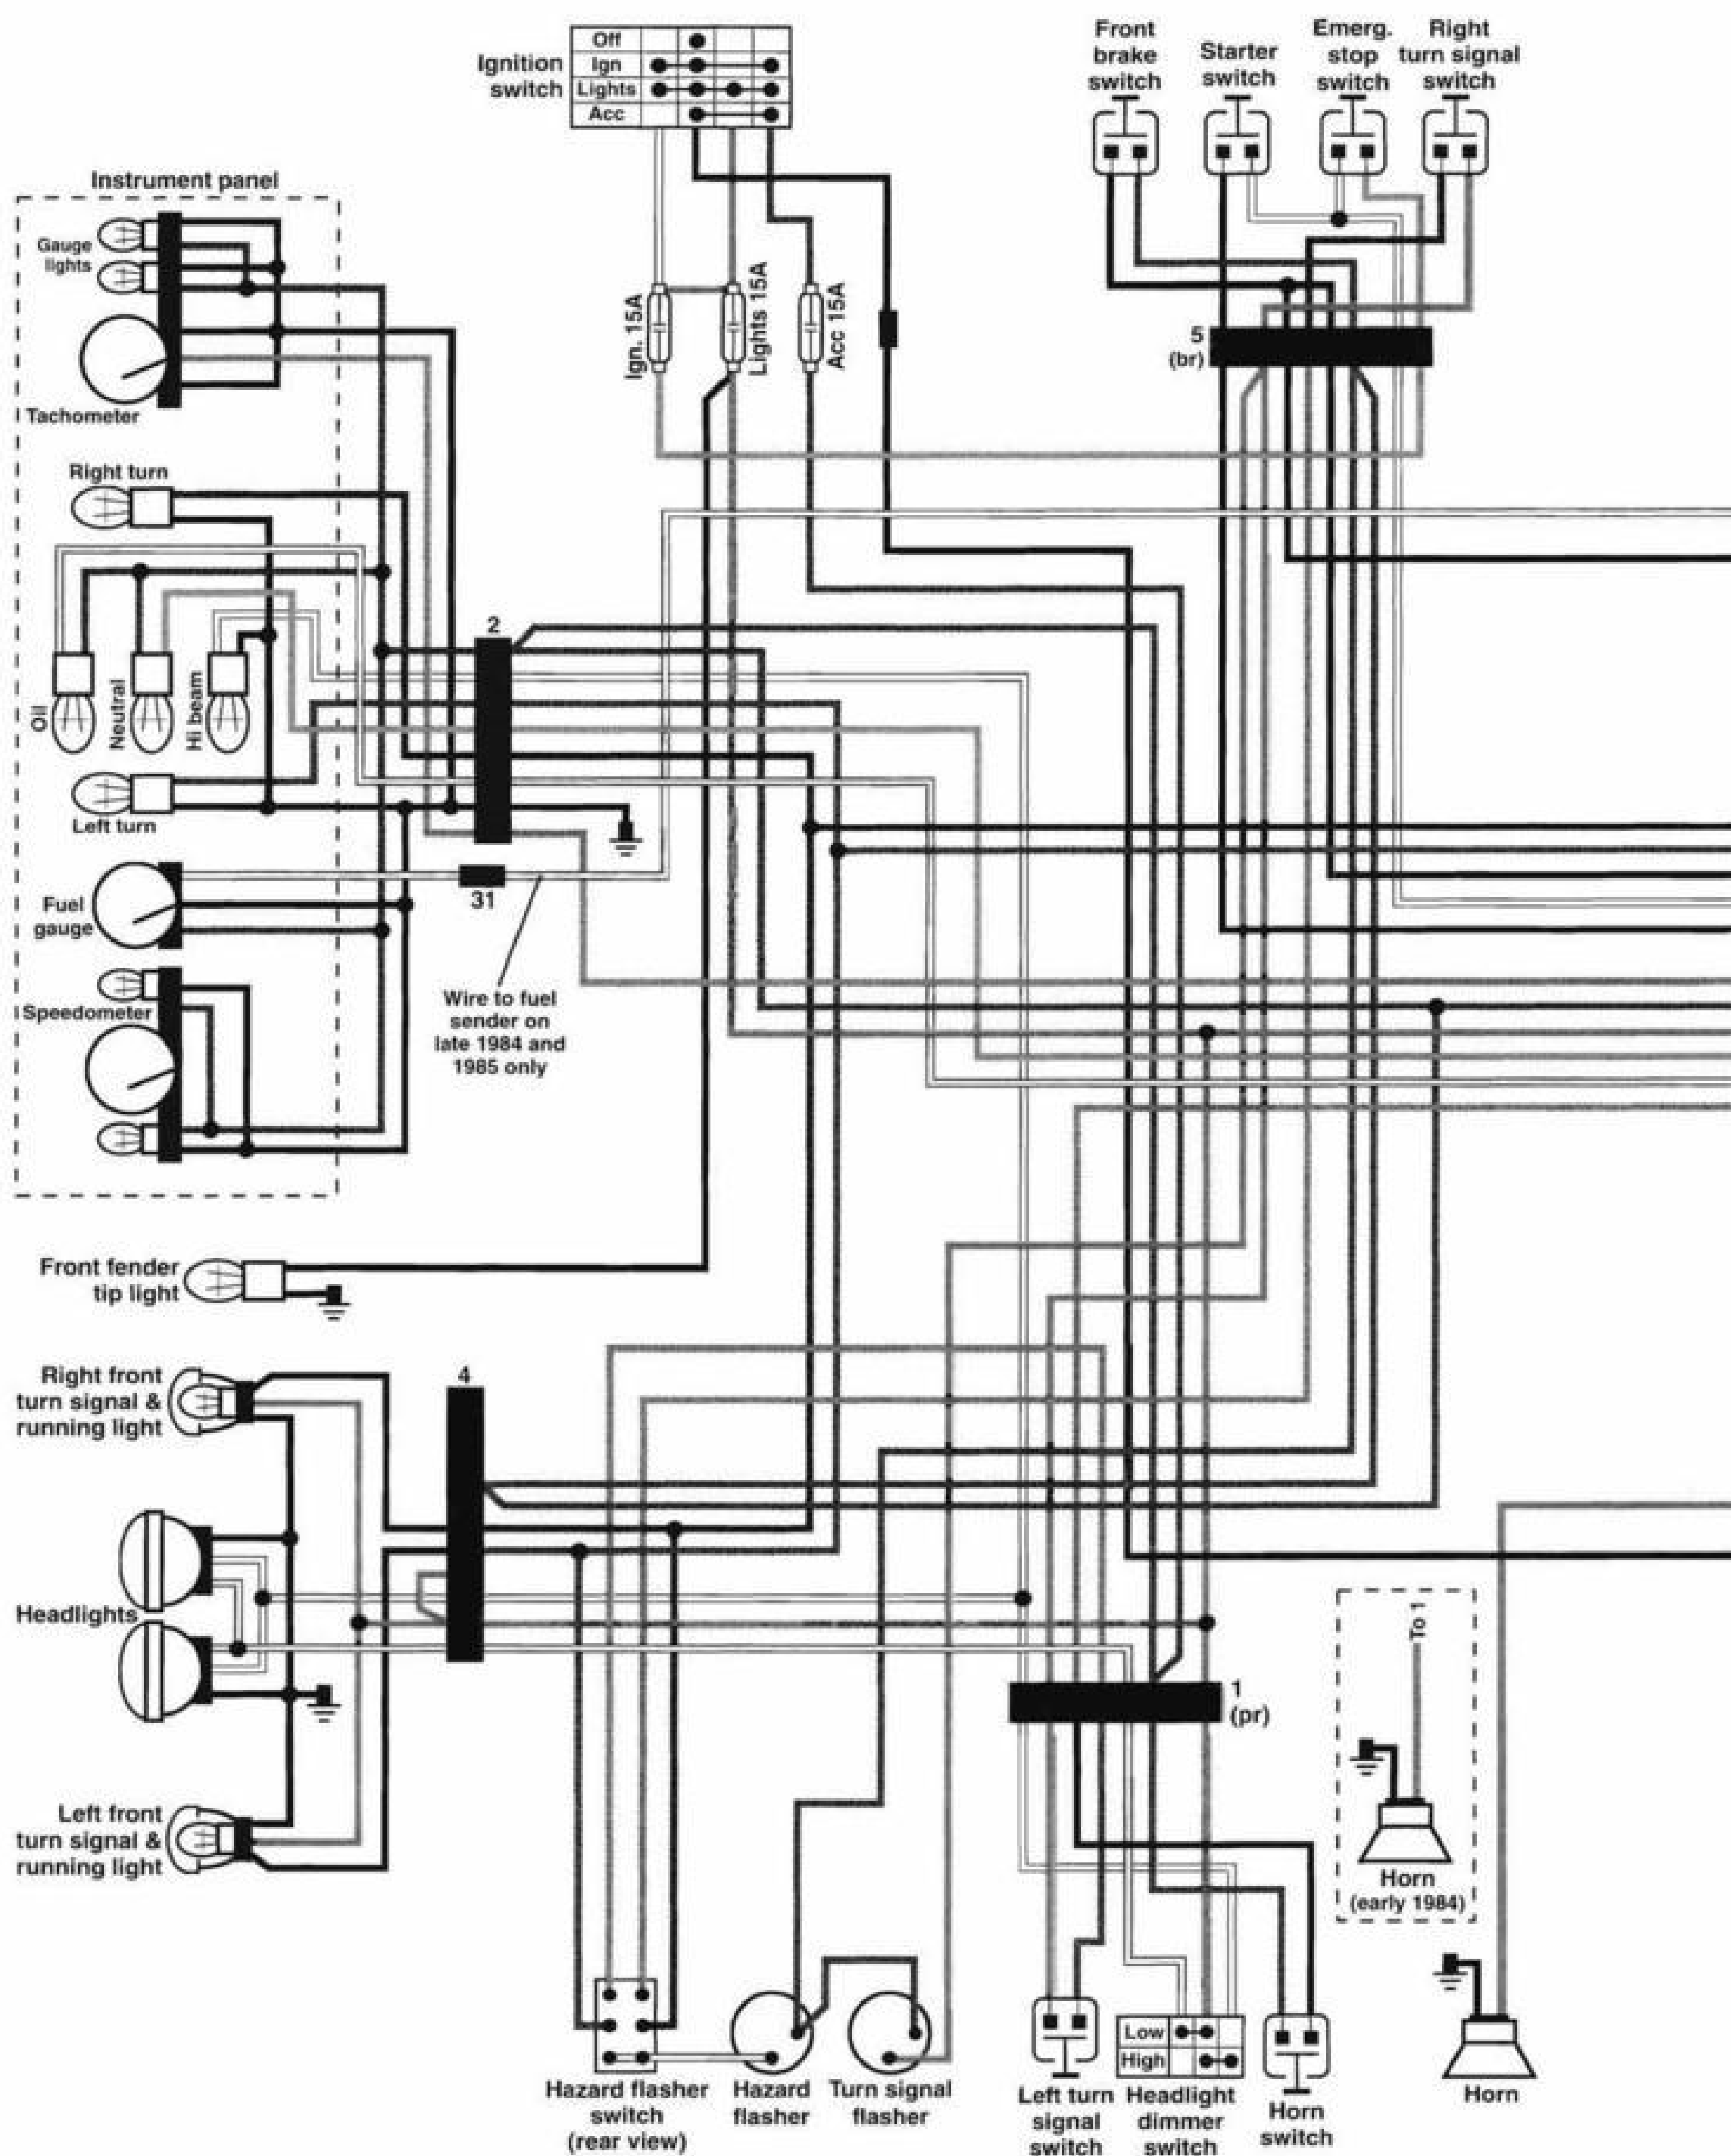 Ignition
switch
Off
Ign
Lights
Acc
Front
brake
switch
Starter
switch
Emerg.
stop
switch
Right
turn signal
switch
Instrument panel
Gauge
lights
Tachometer
Ign. 15A
Lights 15A
Acc 15A
5
(br)
Right turn
Oil
Neutral
Hi beam
2
Left turn
Fuel
gauge
31
Wire to fuel
sender on
late 1984 and
1985 only
Speedometer
Front fender
tip light
Right front
turn signal &
running light
4
Headlights
1
(pr)
To 1
Horn
(early 1984)
Left front
turn signal &
running light
Hazard flasher
switch
(rear view)
Hazard
flasher
Turn signal
flasher
Left turn
signal
switch
Low
High
Headlight
dimmer
switch
Horn
switch
Horn